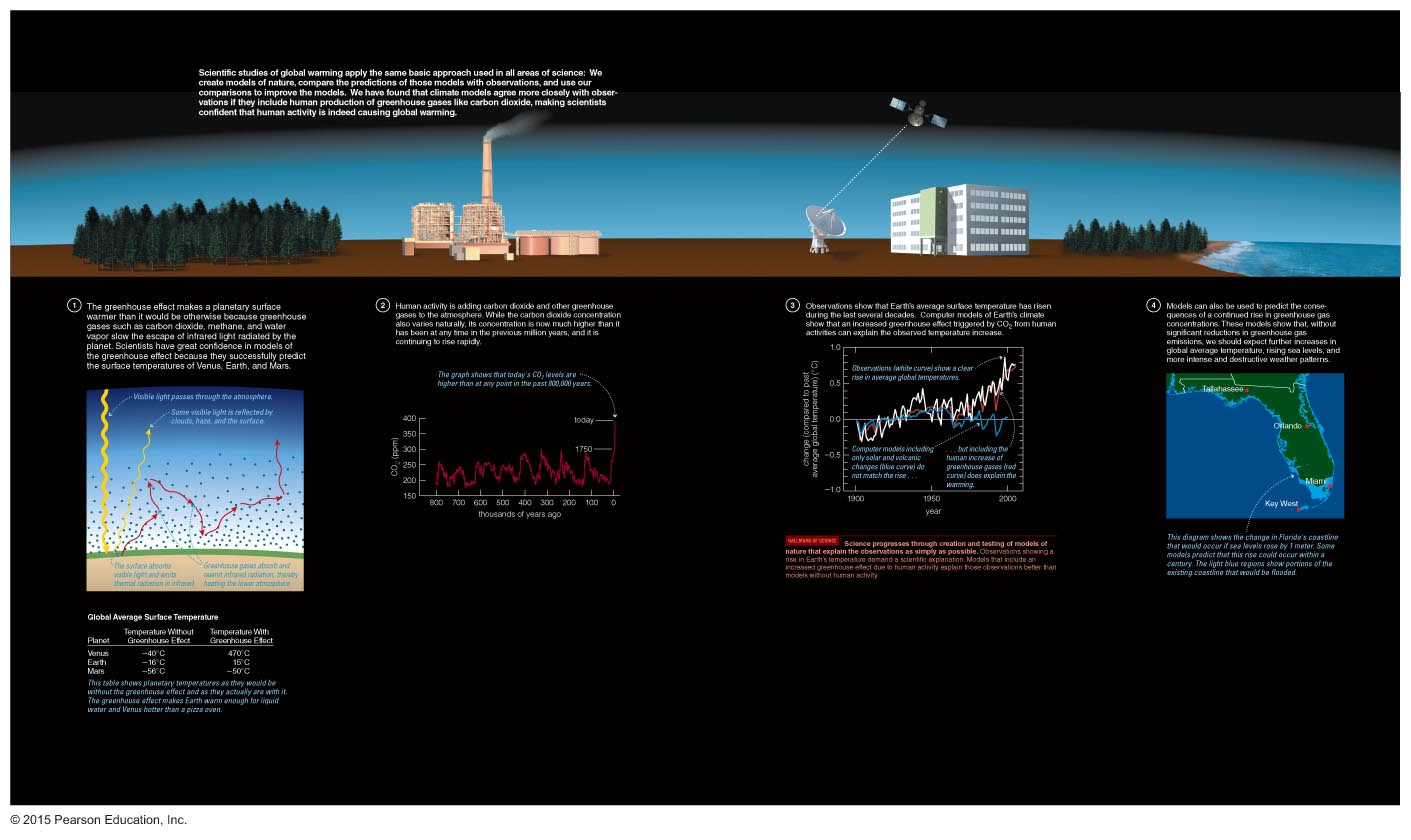 Scientific studies of global warming apply the same basic approach used in all areas of science: We
create models of nature, compare the predictions of those models with observations, and use our
comparisons to improve the models. We have found that climate models agree more closely with obser-
vations if they include human production of greenhouse gases like carbon dioxide, making scientists
confident that human activity is indeed causing global warming.
1
The greenhouse effect makes a planetary surface
warmer than it would be otherwise because greenhouse
gases such as carbon dioxide, methane, and water
vapor slow the escape of infrared light radiated by the
planet. Scientists have great confidence in models of
the greenhouse effect because they successfully predict
the surface temperatures of Venus, Earth, and Mars.
Visible light passes through the atmosphere.
Some visible light is reflected by
clouds, haze, and the surface.
The surface absorbs
visible light and emits
thermal radiation in infrared.
Greenhouse gases absorb and
reemit infrared radiation, thereby
heating the lower atmosphere.
Global Average Surface Temperature
Planet
Temperature Without
Greenhouse Effect
Temperature With
Greenhouse Effect
Venus −40°C 470°C
Earth −16°C 15°C
Mars −56°C −50°C
This table shows planetary temperatures as they would be
without the greenhouse effect and as they actually are with it.
The greenhouse effect makes Earth warm enough for liquid
water and Venus hotter than a pizza oven.
2
Human activity is adding carbon dioxide and other greenhouse
gases to the atmosphere. While the carbon dioxide concentration
also varies naturally, its concentration is now much higher than it
has been at any time in the previous million years, and it is
continuing to rise rapidly.
The graph shows that today's CO₂ levels are
higher than at any point in the past 800,000 years.
CO₂ (ppm)
400
350
300
250
200
150
today
1750
800 700 600 500 400 300 200 100 0
thousands of years ago
3
Observations show that Earth's average surface temperature has risen
during the last several decades. Computer models of Earth's climate
show that an increased greenhouse effect triggered by CO₂ from human
activities can explain the observed temperature increase.
change (compared to past
average global temperature) (°C)
1.0
0.5
0.0
−0.5
−1.0
Observations (white curve) show a clear
rise in average global temperatures.
Computer models including
only solar and volcanic
changes (blue curve) do
not match the rise . . .
. . . but including the
human increase of
greenhouse gases (red
curve) does explain the
warming.
1900 1950 2000
year
HALLMARK OF SCIENCE
Science progresses through creation and testing of models of
nature that explain the observations as simply as possible. Observations showing a
rise in Earth's temperature demand a scientific explanation. Models that include an
increased greenhouse effect due to human activity explain those observations better than
models without human activity.
4
Models can also be used to predict the conse-
quences of a continued rise in greenhouse gas
concentrations. These models show that, without
significant reductions in greenhouse gas
emissions, we should expect further increases in
global average temperature, rising sea levels, and
more intense and destructive weather patterns.
Tallahassee
Orlando
Miami
Key West
This diagram shows the change in Florida's coastline
that would occur if sea levels rose by 1 meter. Some
models predict that this rise could occur within a
century. The light blue regions show portions of the
existing coastline that would be flooded.
© 2015 Pearson Education, Inc.